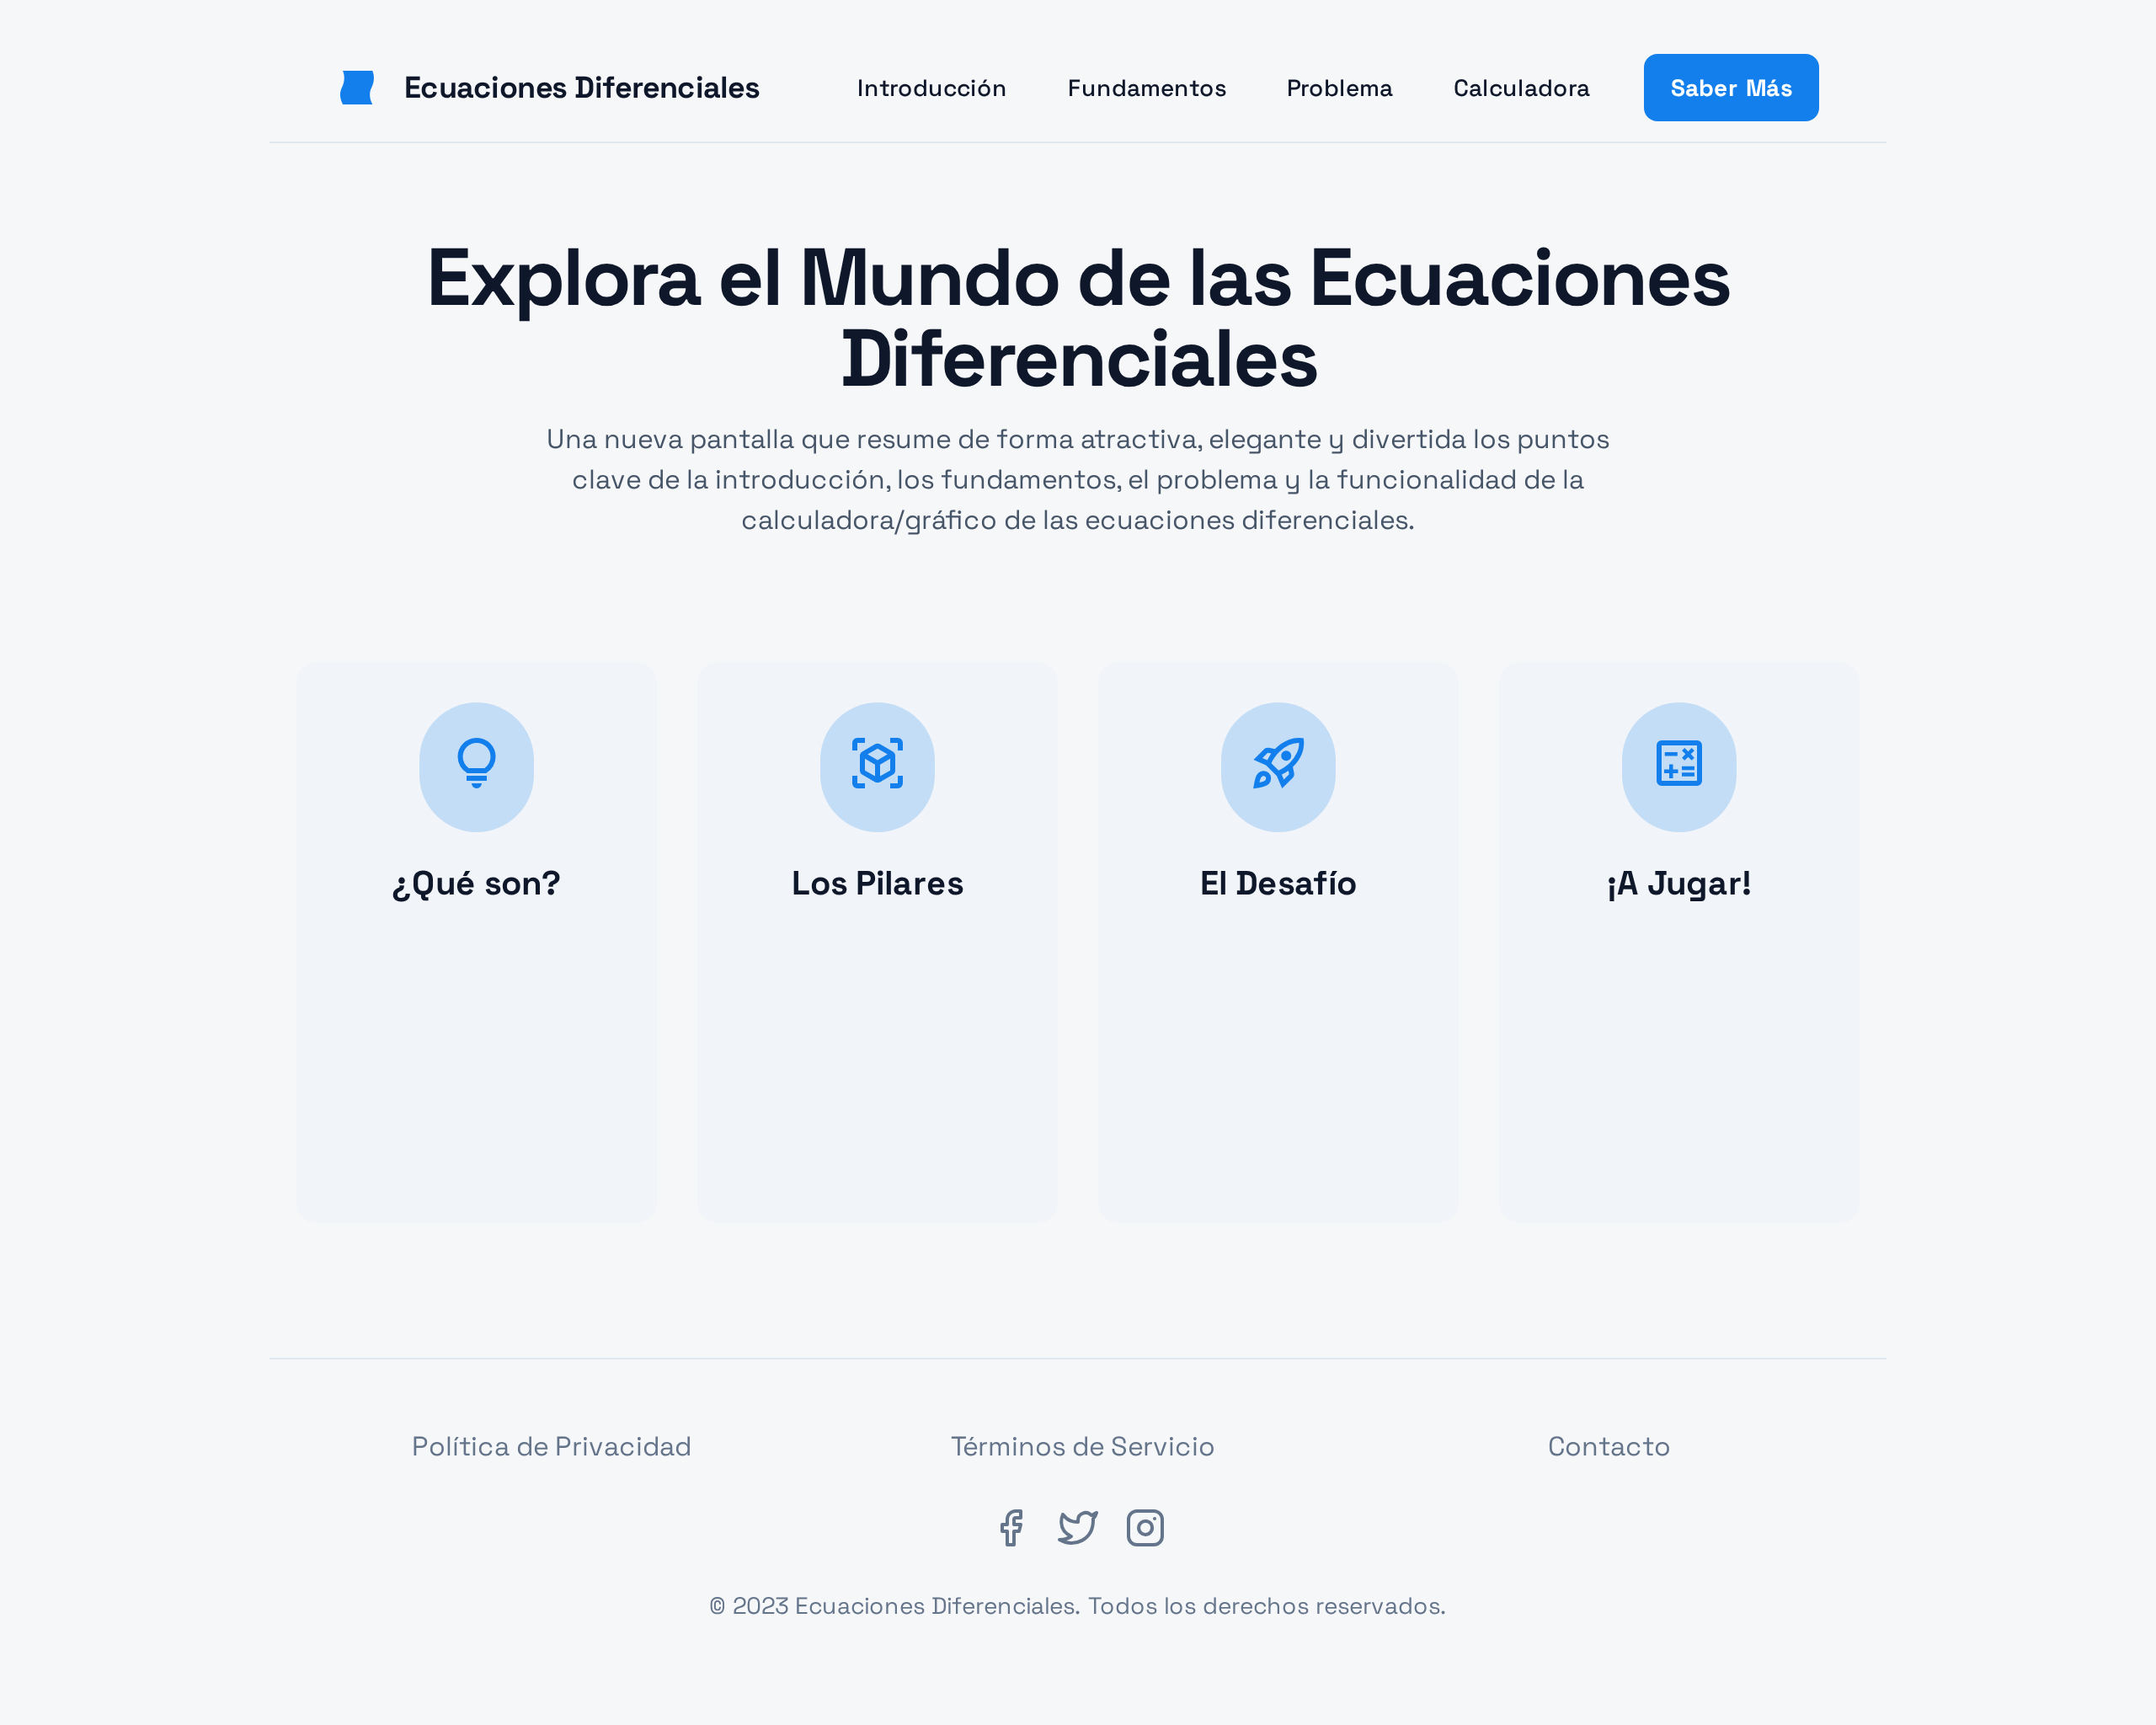 Ecuaciones Diferenciales
Introducción
Fundamentos
Problema
Calculadora
Saber Más
Explora el Mundo de las Ecuaciones
Diferenciales
Una nueva pantalla que resume de forma atractiva, elegante y divertida los puntos
clave de la introducción, los fundamentos, el problema y la funcionalidad de la
calculadora/gráfico de las ecuaciones diferenciales.
¿Qué son?
Los Pilares
El Desafío
¡A Jugar!
Política de Privacidad
Términos de Servicio
Contacto
© 2023 Ecuaciones Diferenciales. Todos los derechos reservados.